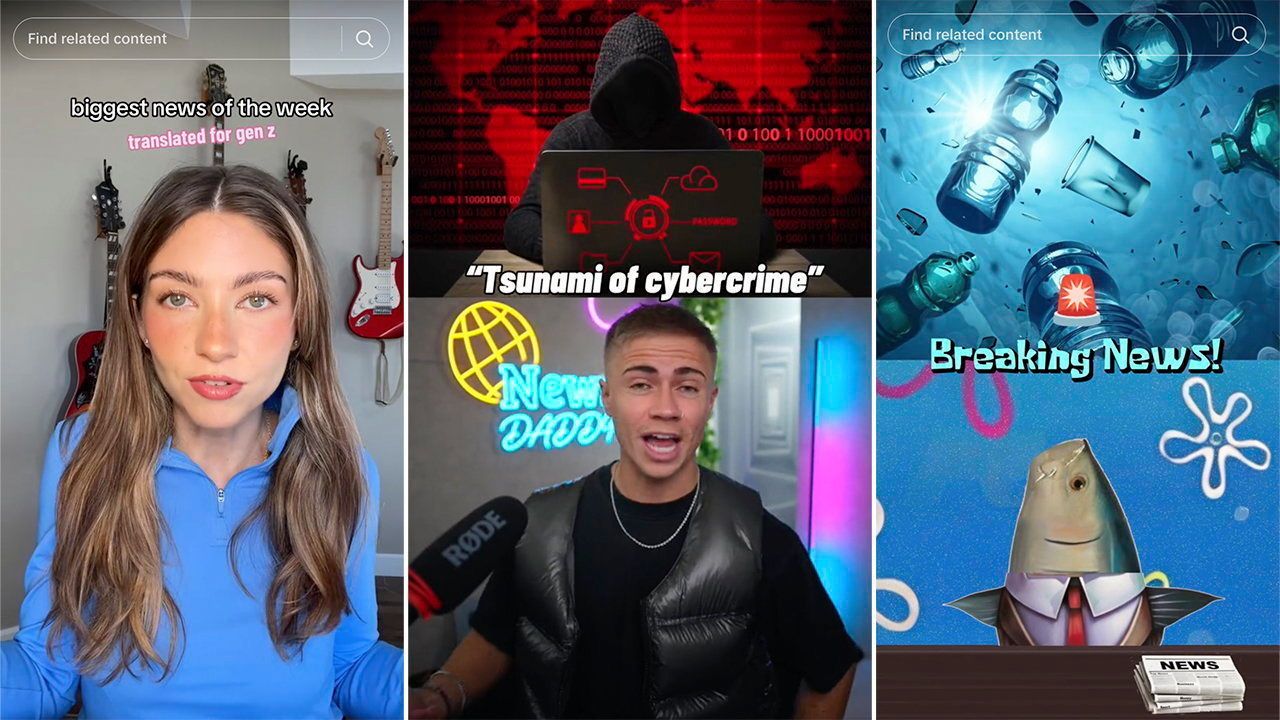 Find related content
biggest news of the week
translated for gen z
0 100 1 10001001
PASSWORD
"Tsunami of cybercrime"
News
DADDY
RØDE
Find related content
Breaking News!
NEWS